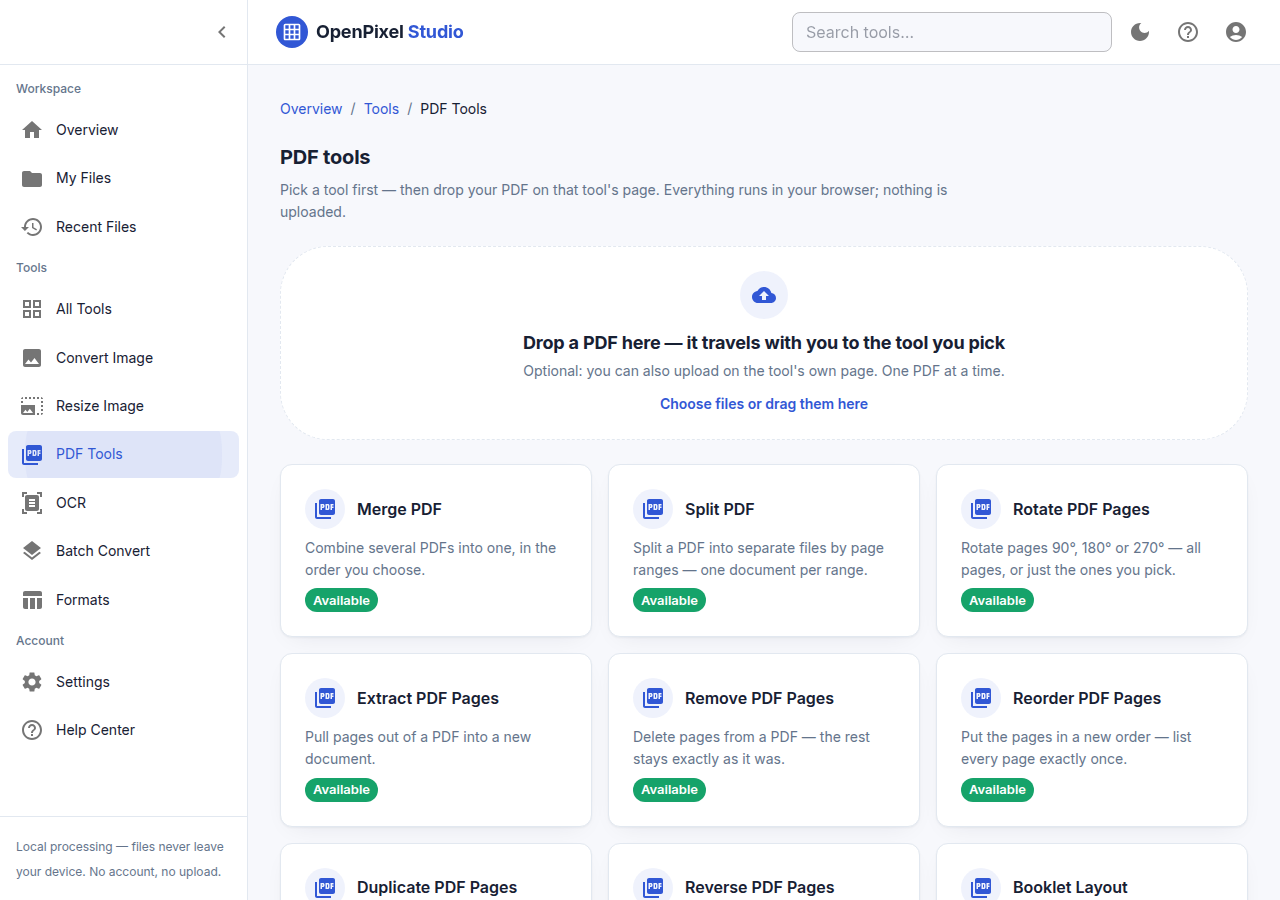 OpenPixel Studio
Search tools...
Workspace
Overview
My Files
Recent Files
Tools
All Tools
Convert Image
Resize Image
PDF Tools
OCR
Batch Convert
Formats
Account
Settings
Help Center
Local processing — files never leave
your device. No account, no upload.
Overview / Tools / PDF Tools
PDF tools
Pick a tool first — then drop your PDF on that tool's page. Everything runs in your browser; nothing is
uploaded.
Drop a PDF here — it travels with you to the tool you pick
Optional: you can also upload on the tool's own page. One PDF at a time.
Choose files or drag them here
PDF
Merge PDF
Combine several PDFs into one, in the
order you choose.
Available
PDF
Split PDF
Split a PDF into separate files by page
ranges — one document per range.
Available
PDF
Rotate PDF Pages
Rotate pages 90°, 180° or 270° — all
pages, or just the ones you pick.
Available
PDF
Extract PDF Pages
Pull pages out of a PDF into a new
document.
Available
PDF
Remove PDF Pages
Delete pages from a PDF — the rest
stays exactly as it was.
Available
PDF
Reorder PDF Pages
Put the pages in a new order — list
every page exactly once.
Available
PDF
Duplicate PDF Pages
PDF
Reverse PDF Pages
PDF
Booklet Layout